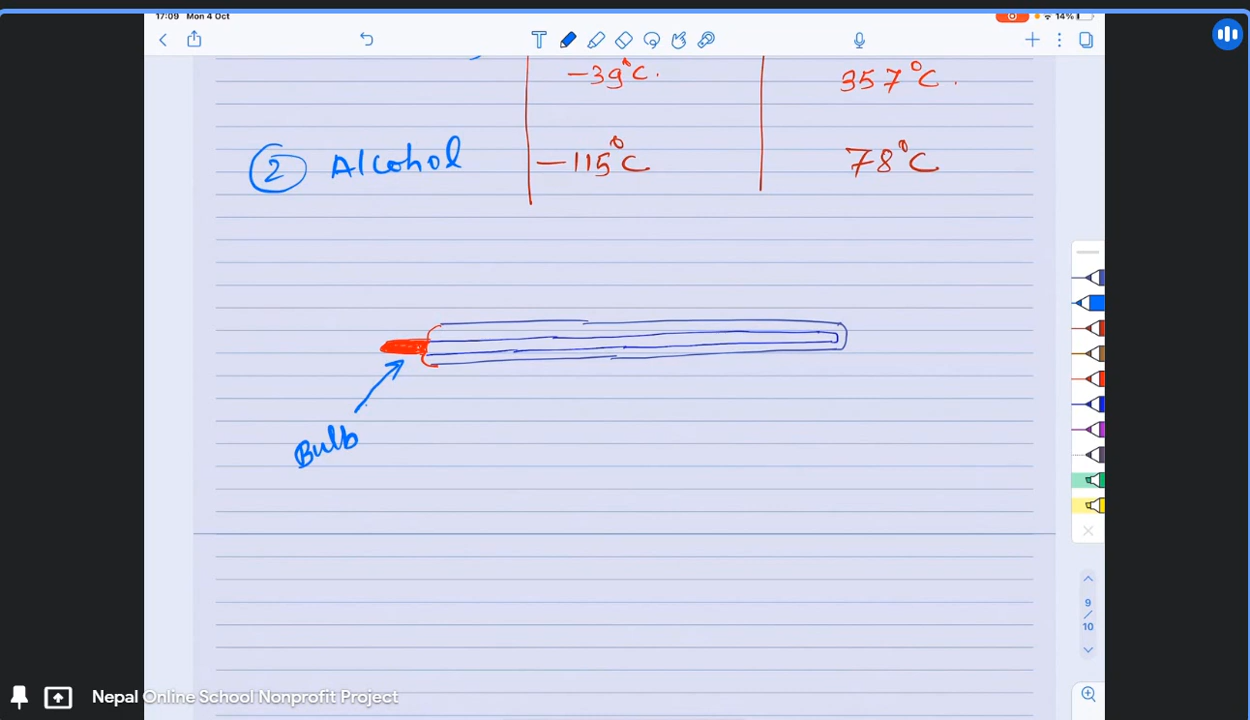 17:09 Mon 4 Oct
14%
T
-39°C.
357°C.
2 Alcohol
-115°C
78°C
Bulb
9
/
10
Nepal Online School Nonprofit Project